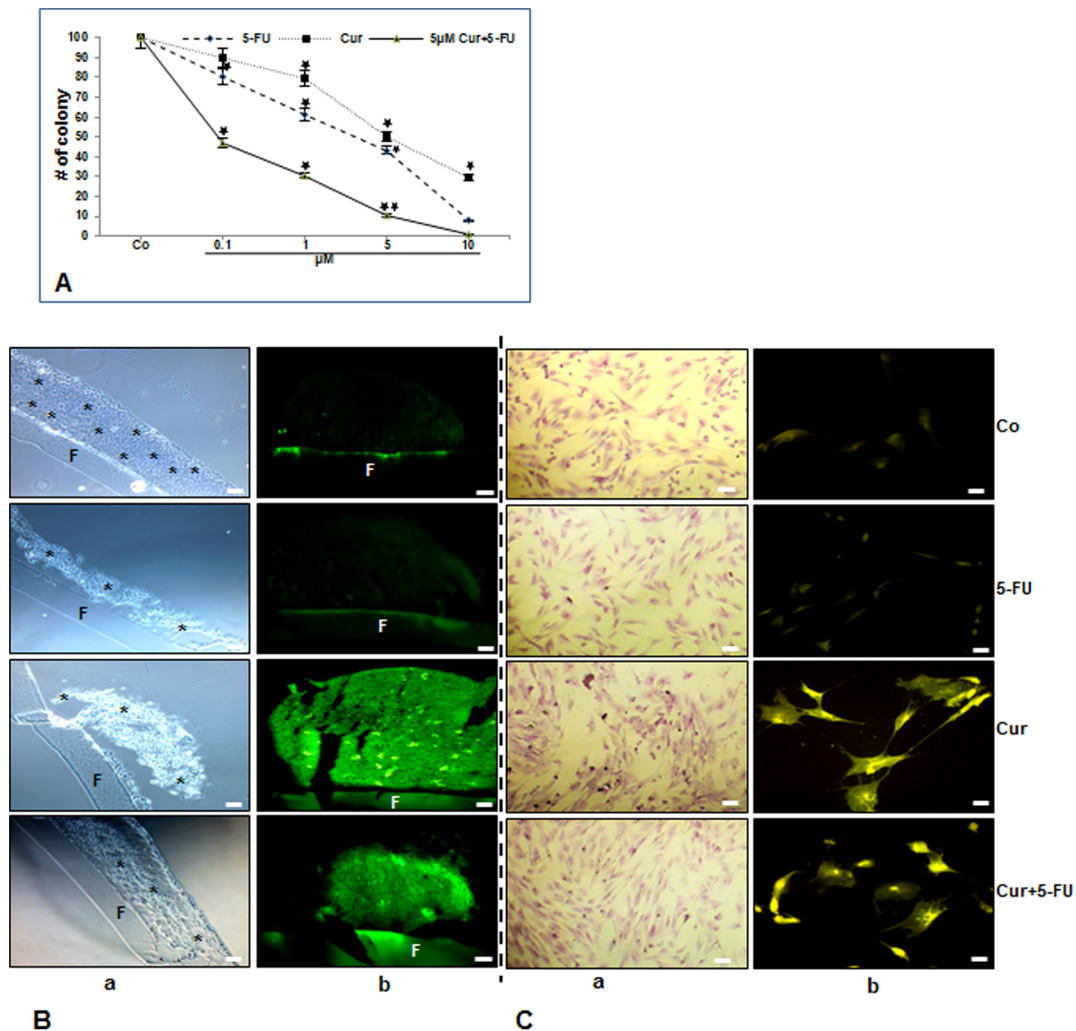 5-FU Cur 5µM Cur+5-FU
# of colony
100
90
80
70
60
50
40
30
20
10
0
Co 0.1 1 5 10
µM
A
F F Co
F F 5-FU
F F Cur
F F Cur+5-FU
a b a b
B C